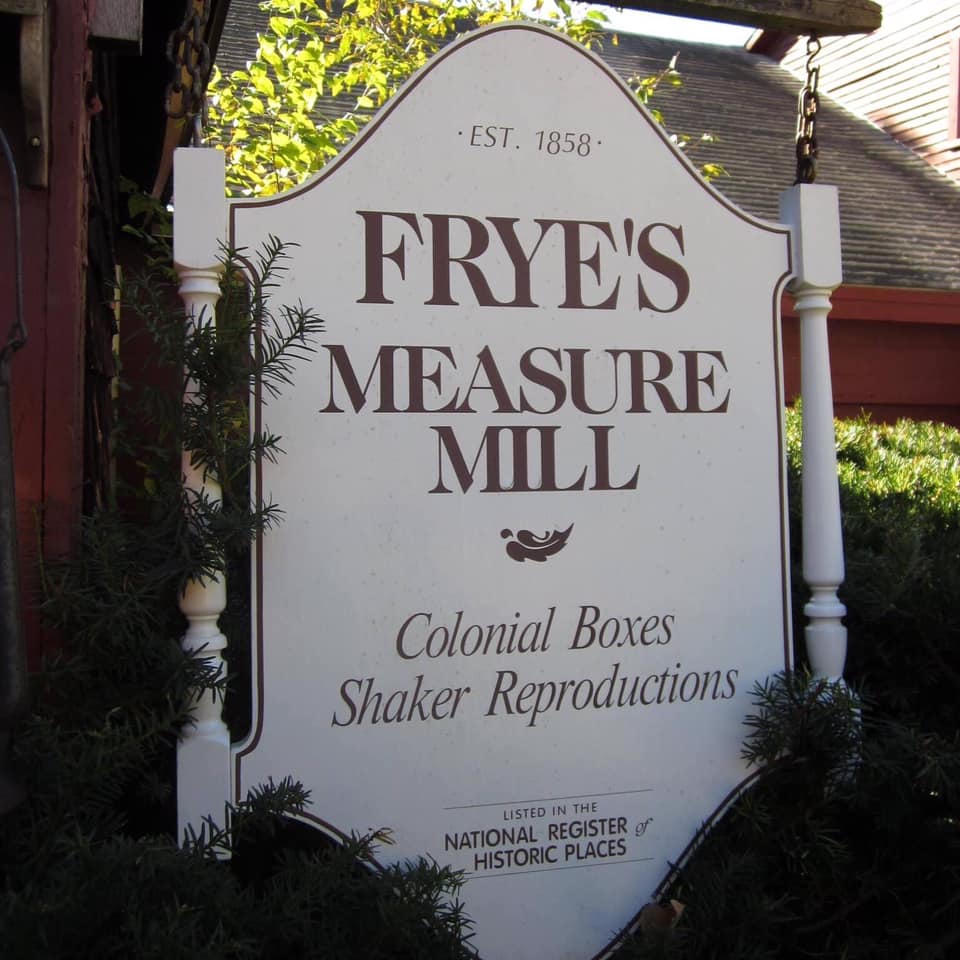 ·EST. 1858·
FRYE'S
MEASURE
MILL
Colonial Boxes
Shaker Reproductions
LISTED IN THE
NATIONAL REGISTER of
HISTORIC PLACES